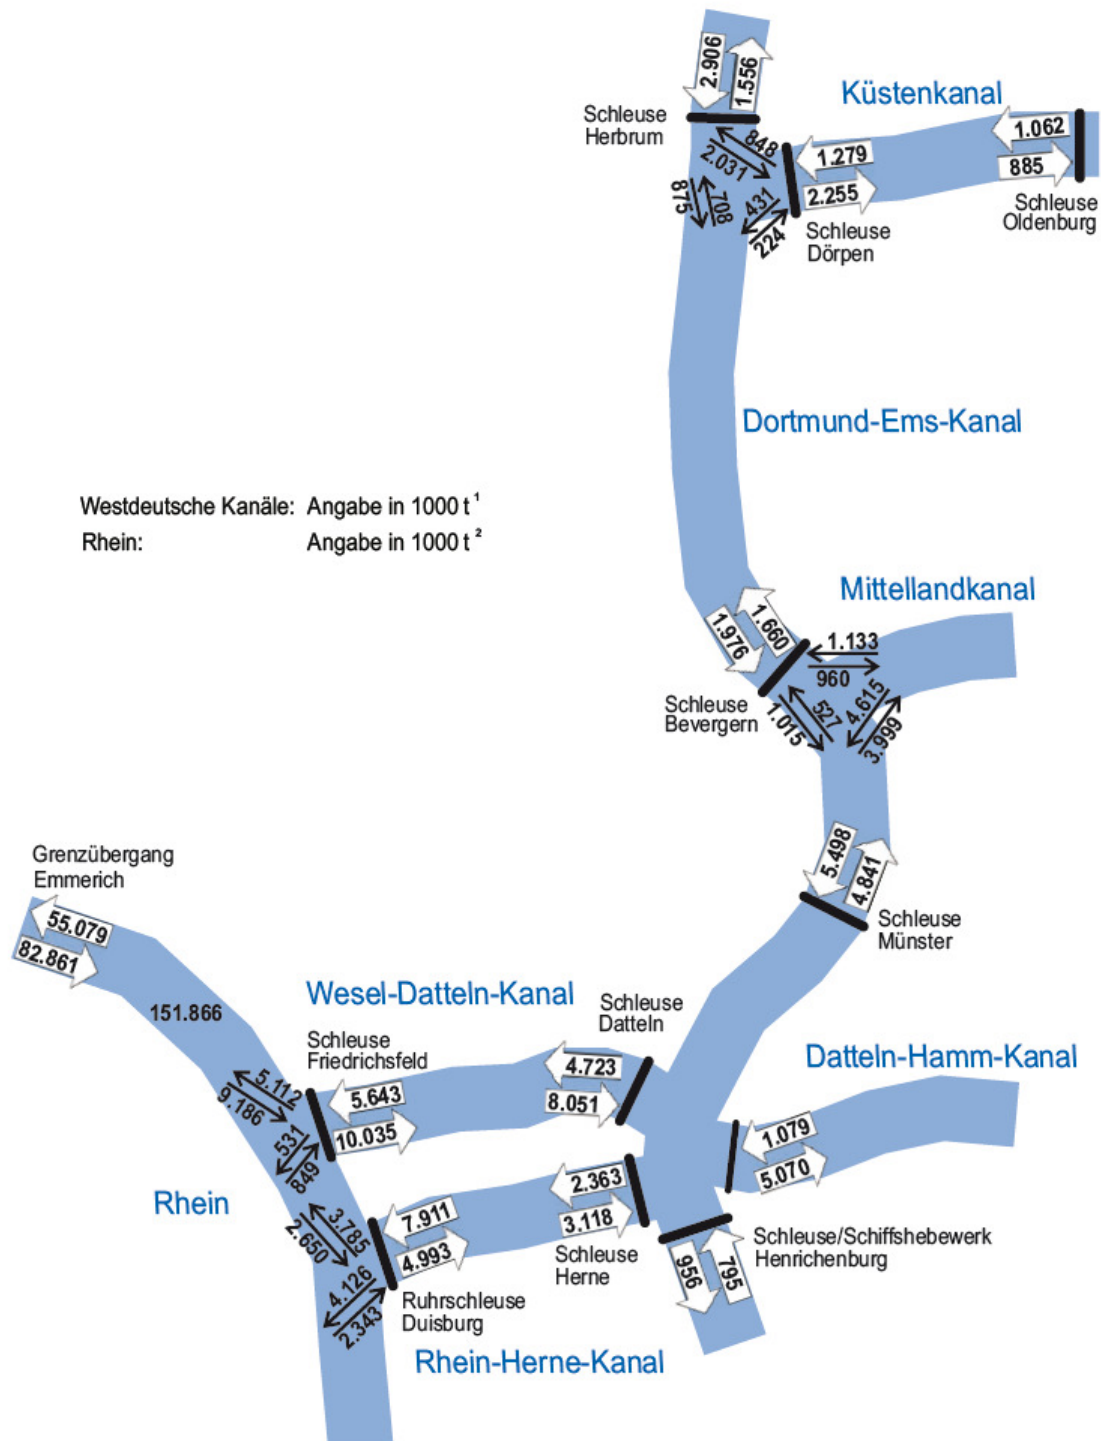 2.906
1.556
Küstenkanal
Schleuse
Herbrum
848
2.031
1.279
2.255
1.062
885
Schleuse
Oldenburg
875
708
431
224
Schleuse
Dörpen
Dortmund-Ems-Kanal
Westdeutsche Kanäle: Angabe in 1000 t ¹
Rhein: Angabe in 1000 t ²
Mittellandkanal
1.660
1.976
1.133
960
Schleuse
Bevergern
1.015
527
4.615
3.999
5.498
4.841
Schleuse
Münster
Grenzübergang
Emmerich
55.079
82.861
151.866
Wesel-Datteln-Kanal
Schleuse
Datteln
Schleuse
Friedrichsfeld
4.723
8.051
Datteln-Hamm-Kanal
5.112
9.186
5.643
10.035
531
849
1.079
5.070
Rhein
3.785
2.650
7.911
4.993
2.363
3.118
Schleuse
Herne
Schleuse/Schiffshebewerk
Henrichenburg
956
795
4.126
2.343
Ruhrschleuse
Duisburg
Rhein-Herne-Kanal